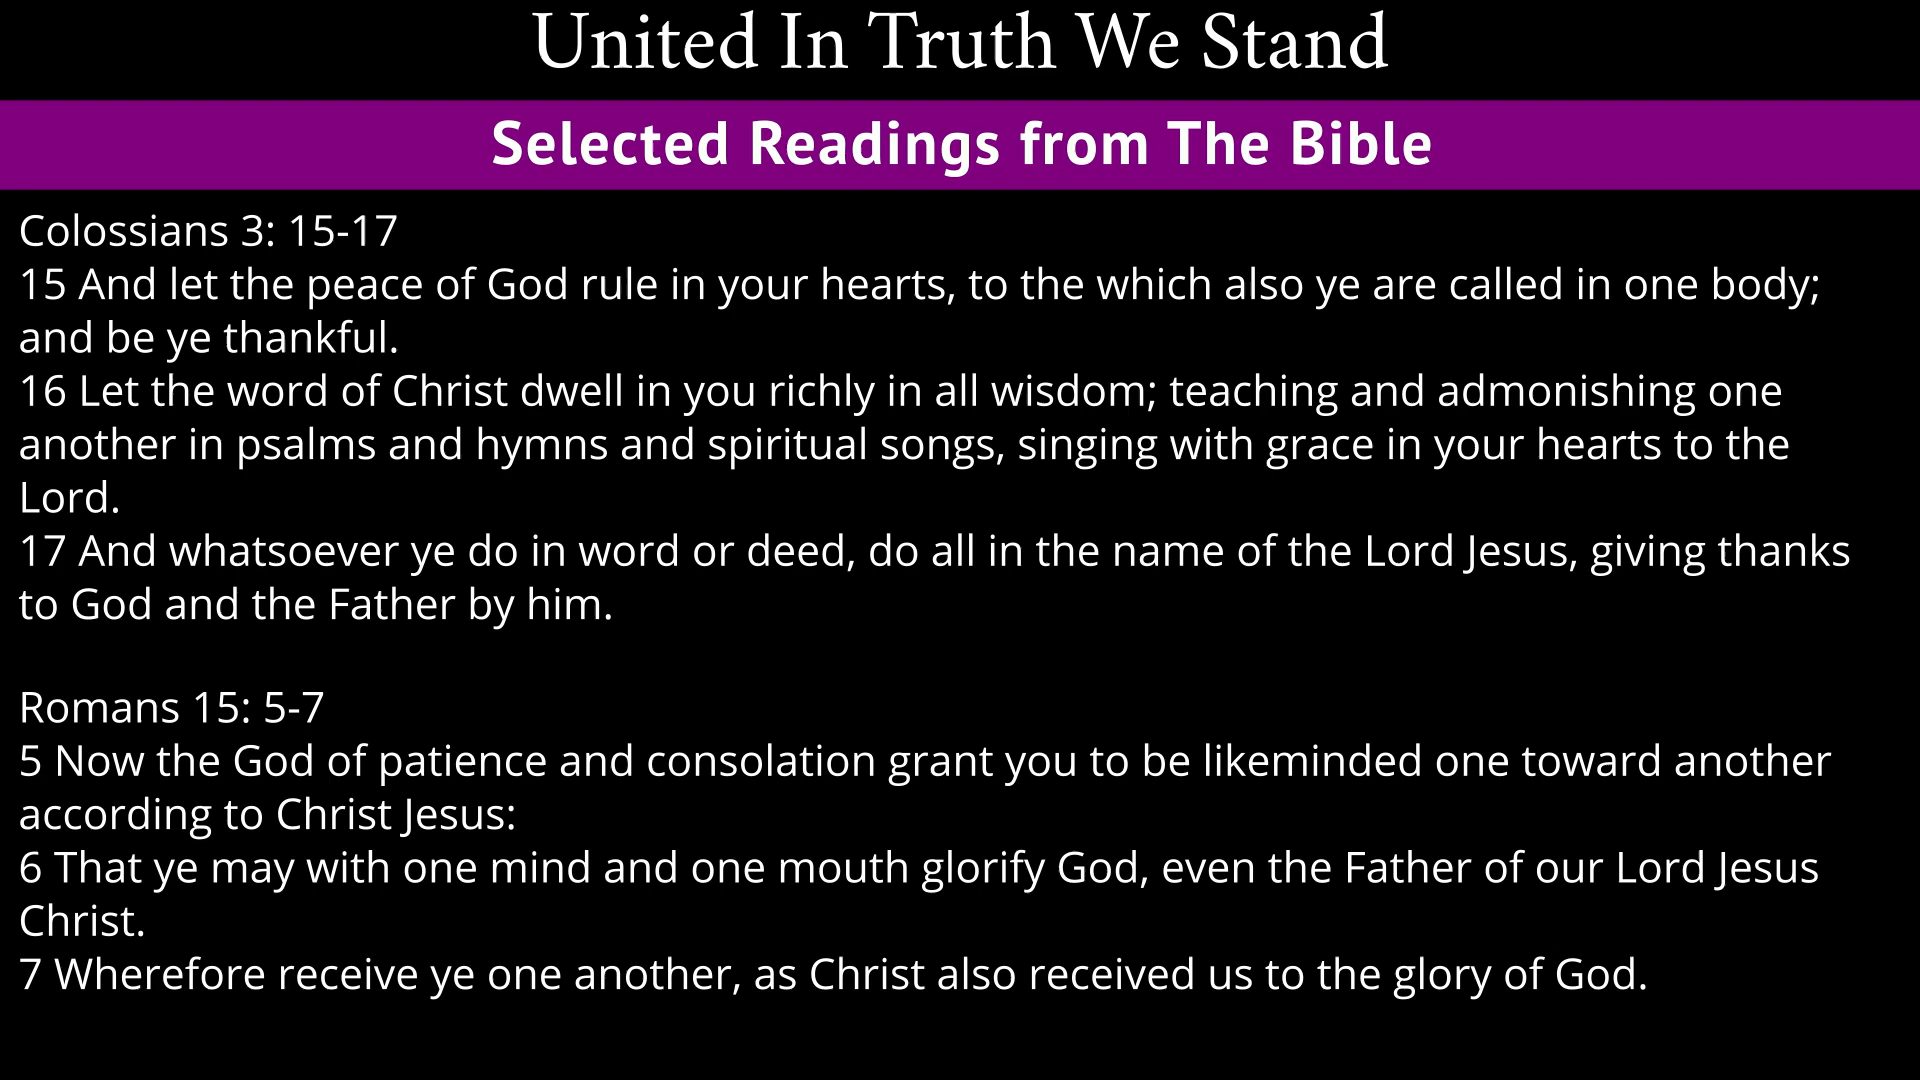 United In Truth We Stand
Selected Readings from The Bible
Colossians 3: 15-17
15 And let the peace of God rule in your hearts, to the which also ye are called in one body;
and be ye thankful.
16 Let the word of Christ dwell in you richly in all wisdom; teaching and admonishing one
another in psalms and hymns and spiritual songs, singing with grace in your hearts to the
Lord.
17 And whatsoever ye do in word or deed, do all in the name of the Lord Jesus, giving thanks
to God and the Father by him.
Romans 15: 5-7
5 Now the God of patience and consolation grant you to be likeminded one toward another
according to Christ Jesus:
6 That ye may with one mind and one mouth glorify God, even the Father of our Lord Jesus
Christ.
7 Wherefore receive ye one another, as Christ also received us to the glory of God.